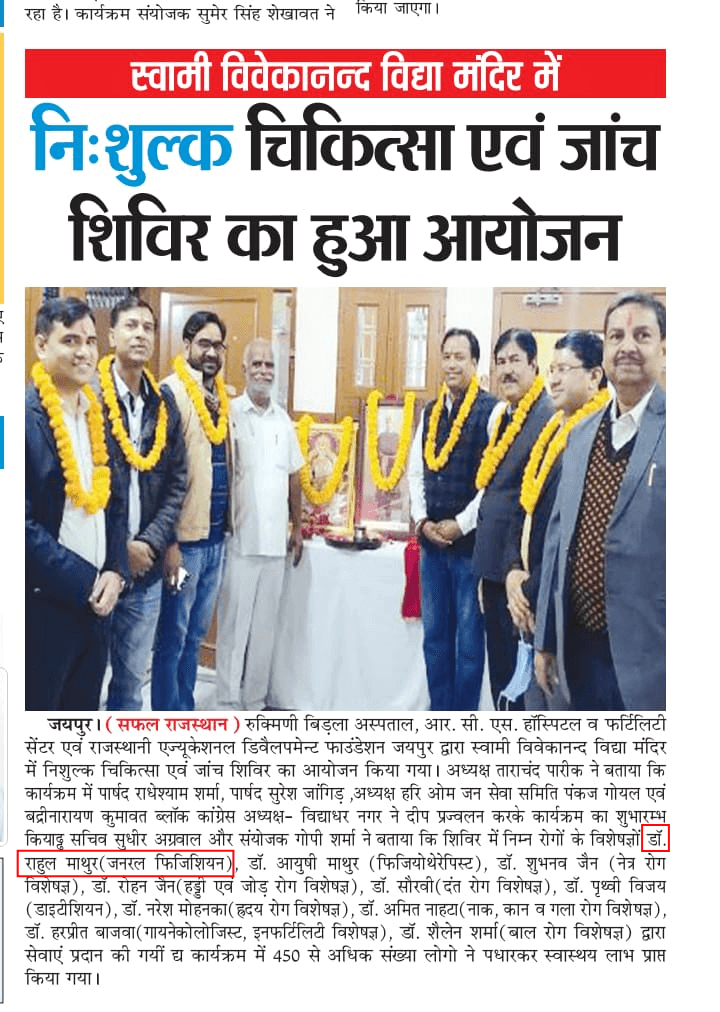 रहा है। कार्यक्रम संयोजक सुमेर सिंह शेखावत ने
किया जाएगा।
स्वामी विवेकानन्द विद्या मंदिर में
निःशुल्क चिकित्सा एवं जांच
शिविर का हुआ आयोजन
जयपुर। ( सफल राजस्थान ) रुक्मिणी बिड़ला अस्पताल, आर. सी. एस. हॉस्पिटल व फर्टिलिटी
सेंटर एवं राजस्थानी एज्यूकेशनल डिवैलपमेन्ट फाउंडेशन जयपुर द्वारा स्वामी विवेकानन्द विद्या मंदिर
में निशुल्क चिकित्सा एवं जांच शिविर का आयोजन किया गया। अध्यक्ष ताराचंद पारीक ने बताया कि
कार्यक्रम में पार्षद राधेश्याम शर्मा, पार्षद सुरेश जांगिड़ ,अध्यक्ष हरि ओम जन सेवा समिति पंकज गोयल एवं
बद्रीनारायण कुमावत ब्लॉक कांग्रेस अध्यक्ष- विद्याधर नगर ने दीप प्रज्वलन करके कार्यक्रम का शुभारम्भ
कियाद्ध सचिव सुधीर अग्रवाल और संयोजक गोपी शर्मा ने बताया कि शिविर में निम्न रोगों के विशेषज्ञों डॉ.
राहुल माथुर(जनरल फिजिशियन), डॉ. आयुषी माथुर (फिजियोथेरेपिस्ट), डॉ. शुभनव जैन (नेत्र रोग
विशेषज्ञ), डॉ. रोहन जैन(हड्डी एवं जोड़ रोग विशेषज्ञ), डॉ. सौरवी(दंत रोग विशेषज्ञ), डॉ. पृथ्वी विजय
(डाइटीशियन), डॉ. नरेश मोहनका(ह्रदय रोग विशेषज्ञ), डॉ. अमित नाहटा(नाक, कान व गला रोग विशेषज्ञ),
डॉ. हरप्रीत बाजवा(गायनेकोलोजिस्ट, इनफर्टिलिटी विशेषज्ञ), डॉ. शैलेन शर्मा(बाल रोग विशेषज्ञ) द्वारा
सेवाएं प्रदान की गयीं द्य कार्यक्रम में 450 से अधिक संख्या लोगो ने पधारकर स्वास्थय लाभ प्राप्त
किया गया।